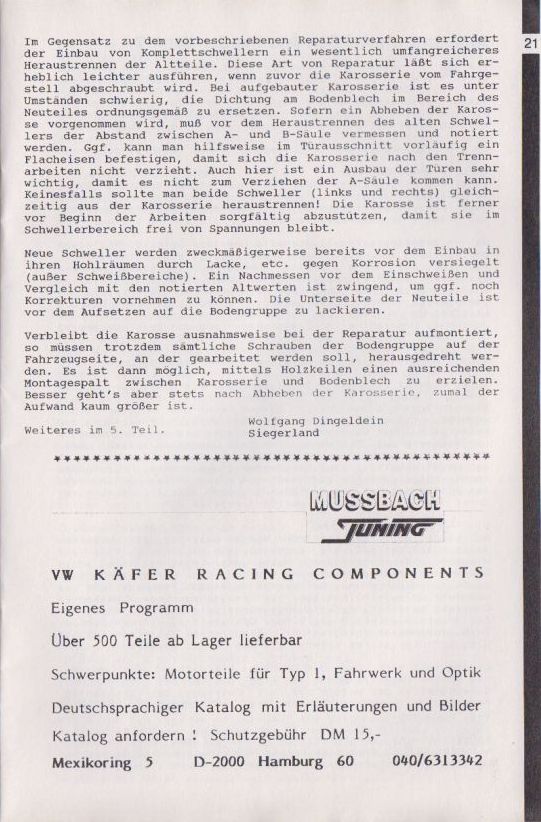 21
Im Gegensatz zu dem vorbeschriebenen Reparaturverfahren erfordert
der Einbau von Komplettschwellern ein wesentlich umfangreicheres
Heraustrennen der Altteile. Diese Art von Reparatur läßt sich er-
heblich leichter ausführen, wenn zuvor die Karosserie vom Fahrge-
stell abgeschraubt wird. Bei aufgebauter Karosserie ist es unter
Umständen schwierig, die Dichtung am Bodenblech im Bereich des
Neuteiles ordnungsgemäß zu ersetzen. Sofern ein Abheben der Karos-
se vorgenommen wird, muß vor dem Heraustrennen des alten Schwel-
lers der Abstand zwischen A- und B-Säule vermessen und notiert
werden. Ggf. kann man hilfsweise im Türausschnitt vorläufig ein
Flacheisen befestigen, damit sich die Karosserie nach den Trenn-
arbeiten nicht verzieht. Auch hier ist ein Ausbau der Türen sehr
wichtig, damit es nicht zum Verziehen der A-Säule kommen kann.
Keinesfalls sollte man beide Schweller (links und rechts) gleich-
zeitig aus der Karosserie heraustrennen! Die Karosse ist ferner
vor Beginn der Arbeiten sorgfältig abzustützen, damit sie im
Schwellerbereich frei von Spannungen bleibt.
Neue Schweller werden zweckmäßigerweise bereits vor dem Einbau in
ihren Hohlräumen durch Lacke, etc. gegen Korrosion versiegelt
(außer Schweißbereiche). Ein Nachmessen vor dem Einschweißen und
Vergleich mit den notierten Altwerten ist zwingend, um ggf. noch
Korrekturen vornehmen zu können. Die Unterseite der Neuteile ist
vor dem Aufsetzen auf die Bodengruppe zu lackieren.
Verbleibt die Karosse ausnahmsweise bei der Reparatur aufmontiert,
so müssen trotzdem sämtliche Schrauben der Bodengruppe auf der
Fahrzeugseite, an der gearbeitet werden soll, herausgedreht wer-
den. Es ist dann möglich, mittels Holzkeilen einen ausreichenden
Montagespalt zwischen Karosserie und Bodenblech zu erzielen.
Besser geht's aber stets nach Abheben der Karosserie, zumal der
Aufwand kaum größer ist.
Wolfgang Dingeldein
Weiteres im 5. Teil.
Siegerland
MUSSBACH
TUNING
VW KÄFER RACING COMPONENTS
Eigenes Programm
Über 500 Teile ab Lager lieferbar
Schwerpunkte: Motorteile für Typ 1, Fahrwerk und Optik
Deutschsprachiger Katalog mit Erläuterungen und Bilder
Katalog anfordern ! Schutzgebühr DM 15,-
Mexikoring 5 D-2000 Hamburg 60 040/6313342